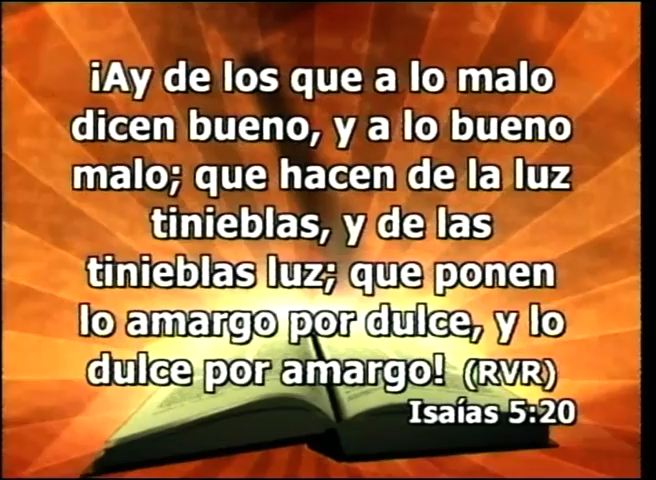 ¡Ay de los que a lo malo
dicen bueno, y a lo bueno
malo; que hacen de la luz
tinieblas, y de las
tinieblas luz; que ponen
lo amargo por dulce, y lo
dulce por amargo! (RVR)
Isaías 5:20